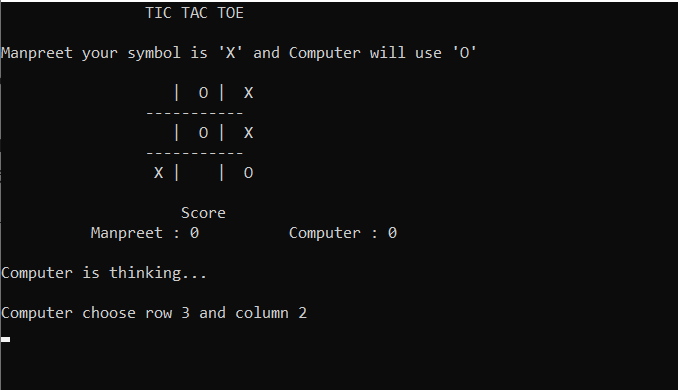 TIC TAC TOE
Manpreet your symbol is 'X' and Computer will use 'O'
| O | X
-----------
| O | X
-----------
X | | O
Score
Manpreet : 0 Computer : 0
Computer is thinking...
Computer choose row 3 and column 2